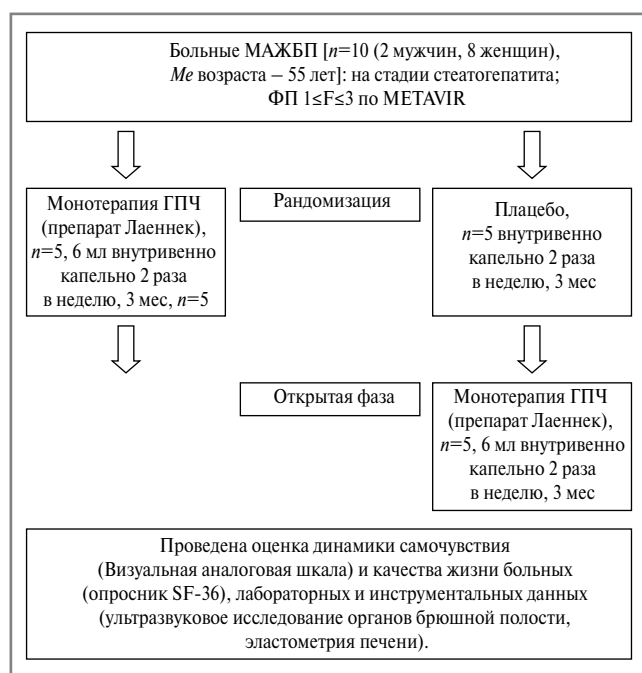 Больные МАЖБП [n=10 (2 мужчин, 8 женщин),
Me возраста – 55 лет]: на стадии стеатогепатита;
ФП 1≤F≤3 по METAVIR
Монотерапия ГПЧ
(препарат Лаеннек),
n=5, 6 мл внутривенно
капельно 2 раза
в неделю, 3 мес, n=5
Рандомизация
Плацебо,
n=5 внутривенно
капельно 2 раза
в неделю, 3 мес
Открытая фаза
Монотерапия ГПЧ
(препарат Лаеннек),
n=5, 6 мл внутривенно
капельно 2 раза
в неделю, 3 мес
Проведена оценка динамики самочувствия
(Визуальная аналоговая шкала) и качества жизни больных
(опросник SF-36), лабораторных и инструментальных данных
(ультразвуковое исследование органов брюшной полости,
эластометрия печени).